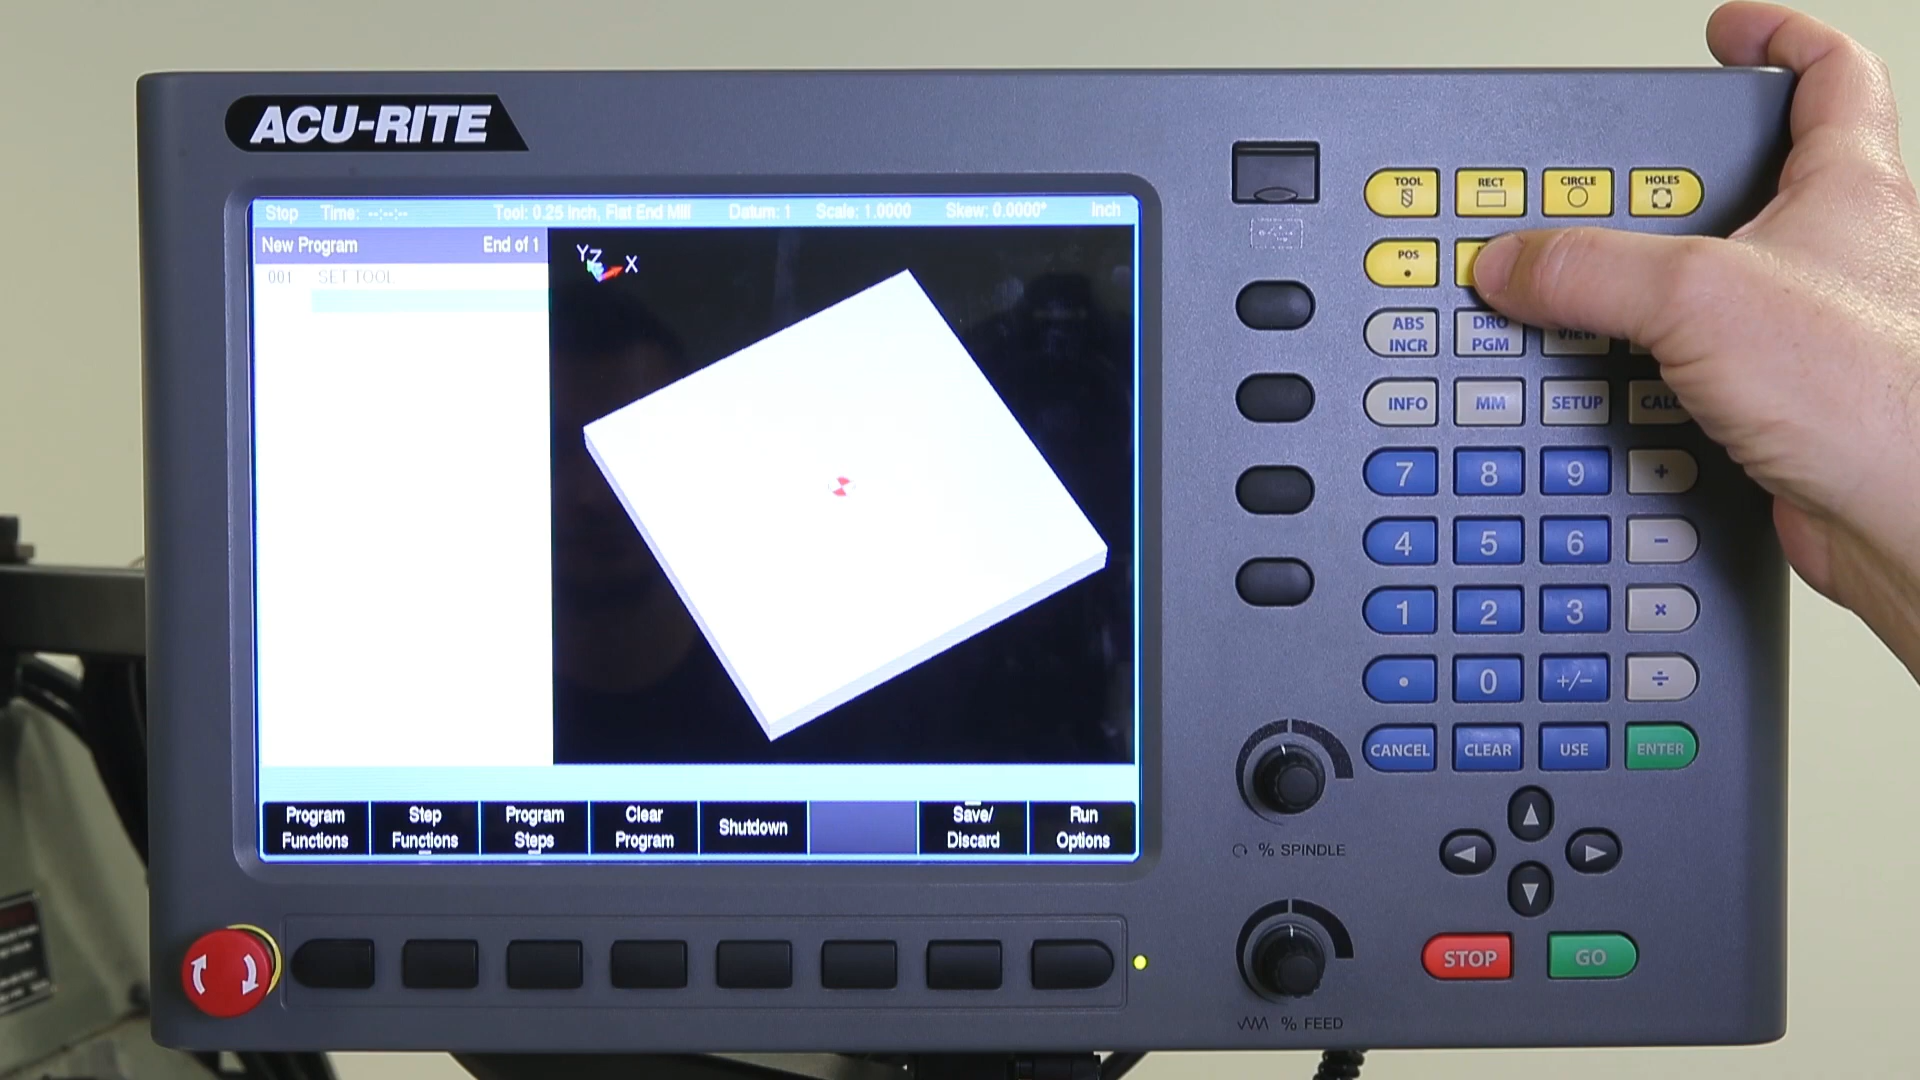 ACU-RITE
Stop Time: --:--:-- Tool: 0.25 Inch, Flat End Mill Datum: 1 Scale: 1.0000 Skew: 0.0000° Inch
New Program End of 1
001 SET TOOL
Y Z X
Program Functions
Step Functions
Program Steps
Clear Program
Shutdown
Save/ Discard
Run Options
TOOL RECT CIRCLE HOLES
POS
ABS INCR
DRO PGM
VIEW
INFO MM SETUP CALC
7 8 9 +
4 5 6 −
1 2 3 ×
. 0 +/− ÷
CANCEL CLEAR USE ENTER
% SPINDLE
STOP GO
% FEED